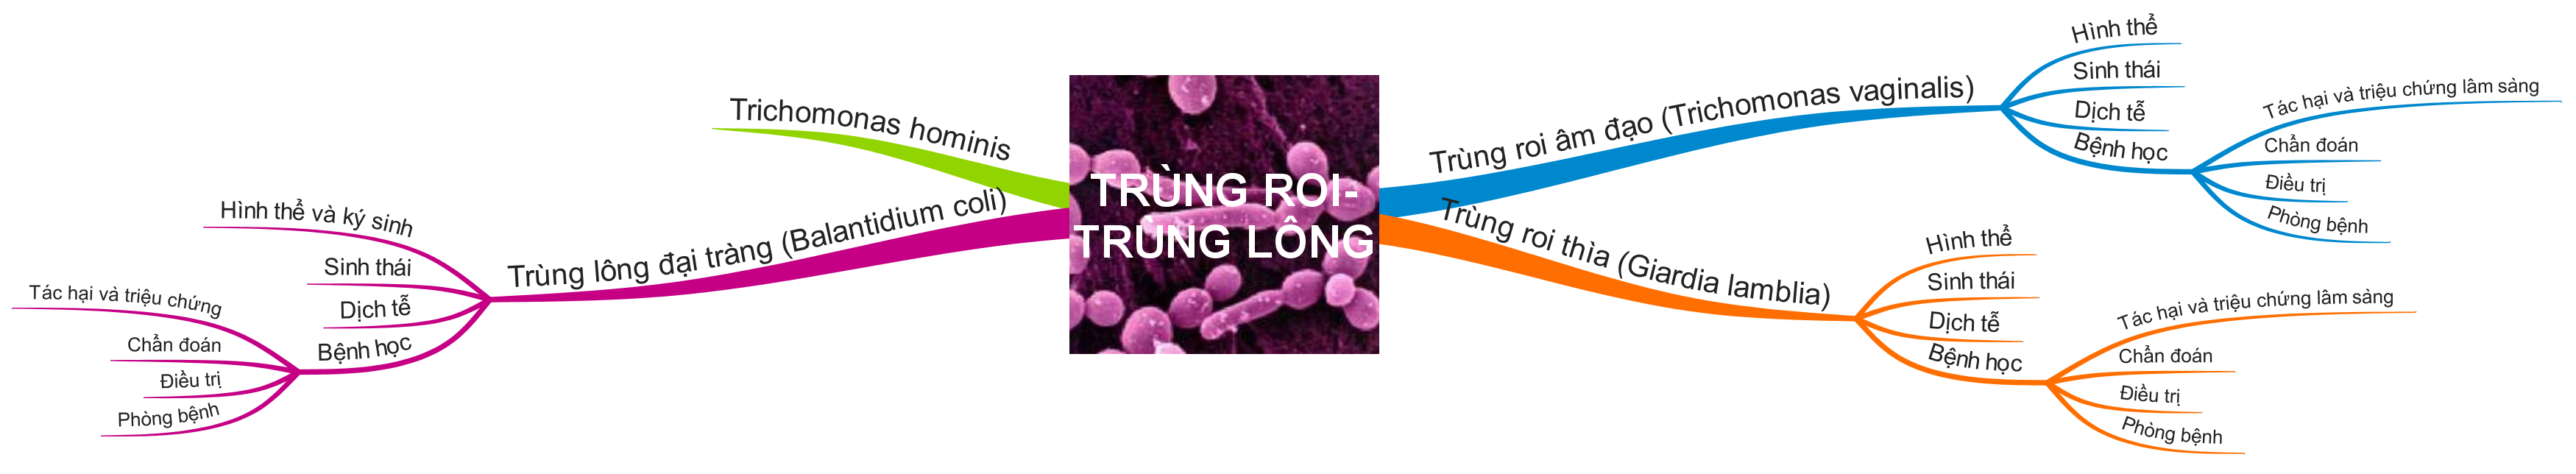 TRÙNG ROI-
TRÙNG LÔNG
Trùng roi âm đạo (Trichomonas vaginalis)
Hình thể
Sinh thái
Dịch tễ
Bệnh học
Tác hại và triệu chứng lâm sàng
Chẩn đoán
Điều trị
Phòng bệnh
Trùng roi thìa (Giardia lamblia)
Hình thể
Sinh thái
Dịch tễ
Bệnh học
Tác hại và triệu chứng lâm sàng
Chẩn đoán
Điều trị
Phòng bệnh
Trichomonas hominis
Trùng lông đại tràng (Balantidium coli)
Hình thể và ký sinh
Sinh thái
Dịch tễ
Bệnh học
Tác hại và triệu chứng
Chẩn đoán
Điều trị
Phòng bệnh